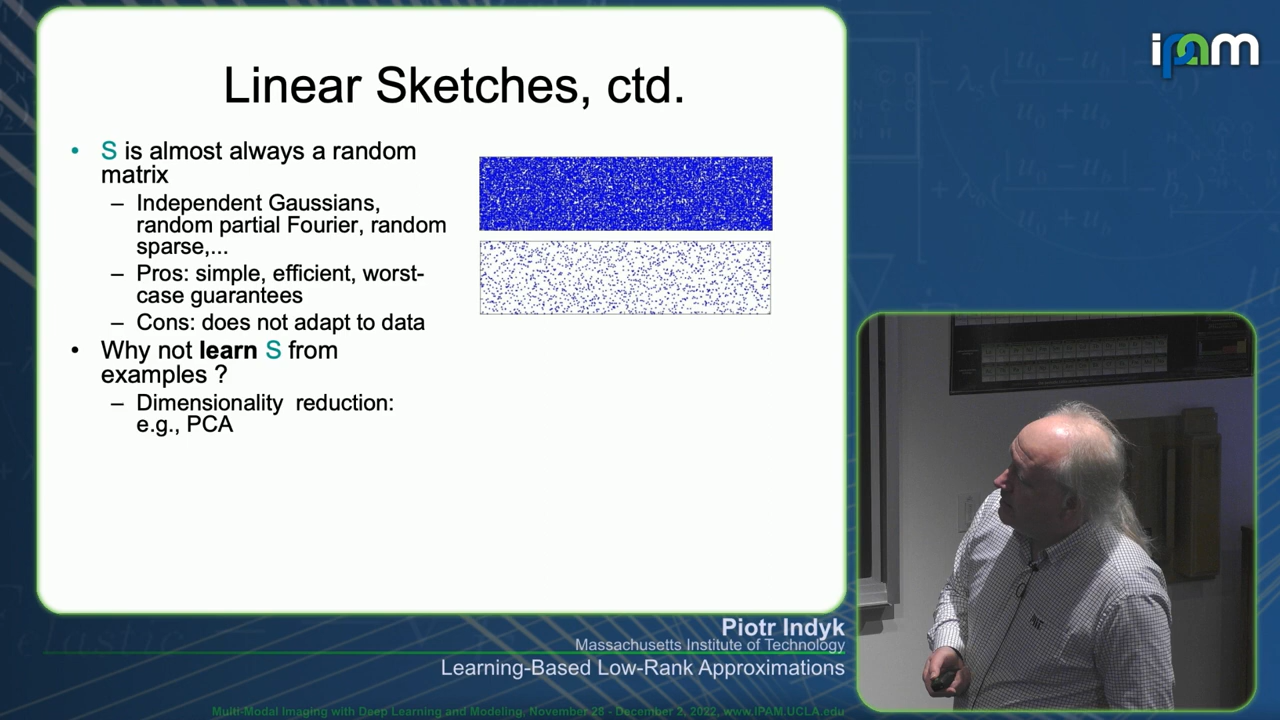 ipam
Linear Sketches, ctd.
• S is almost always a random
matrix
– Independent Gaussians,
random partial Fourier, random
sparse,...
– Pros: simple, efficient, worst-
case guarantees
– Cons: does not adapt to data
• Why not learn S from
examples ?
– Dimensionality reduction:
e.g., PCA
Piotr Indyk
Massachusetts Institute of Technology
Learning-Based Low-Rank Approximations
Multi-Modal Imaging with Deep Learning and Modeling, November 28 - December 2, 2022, www.IPAM.UCLA.edu